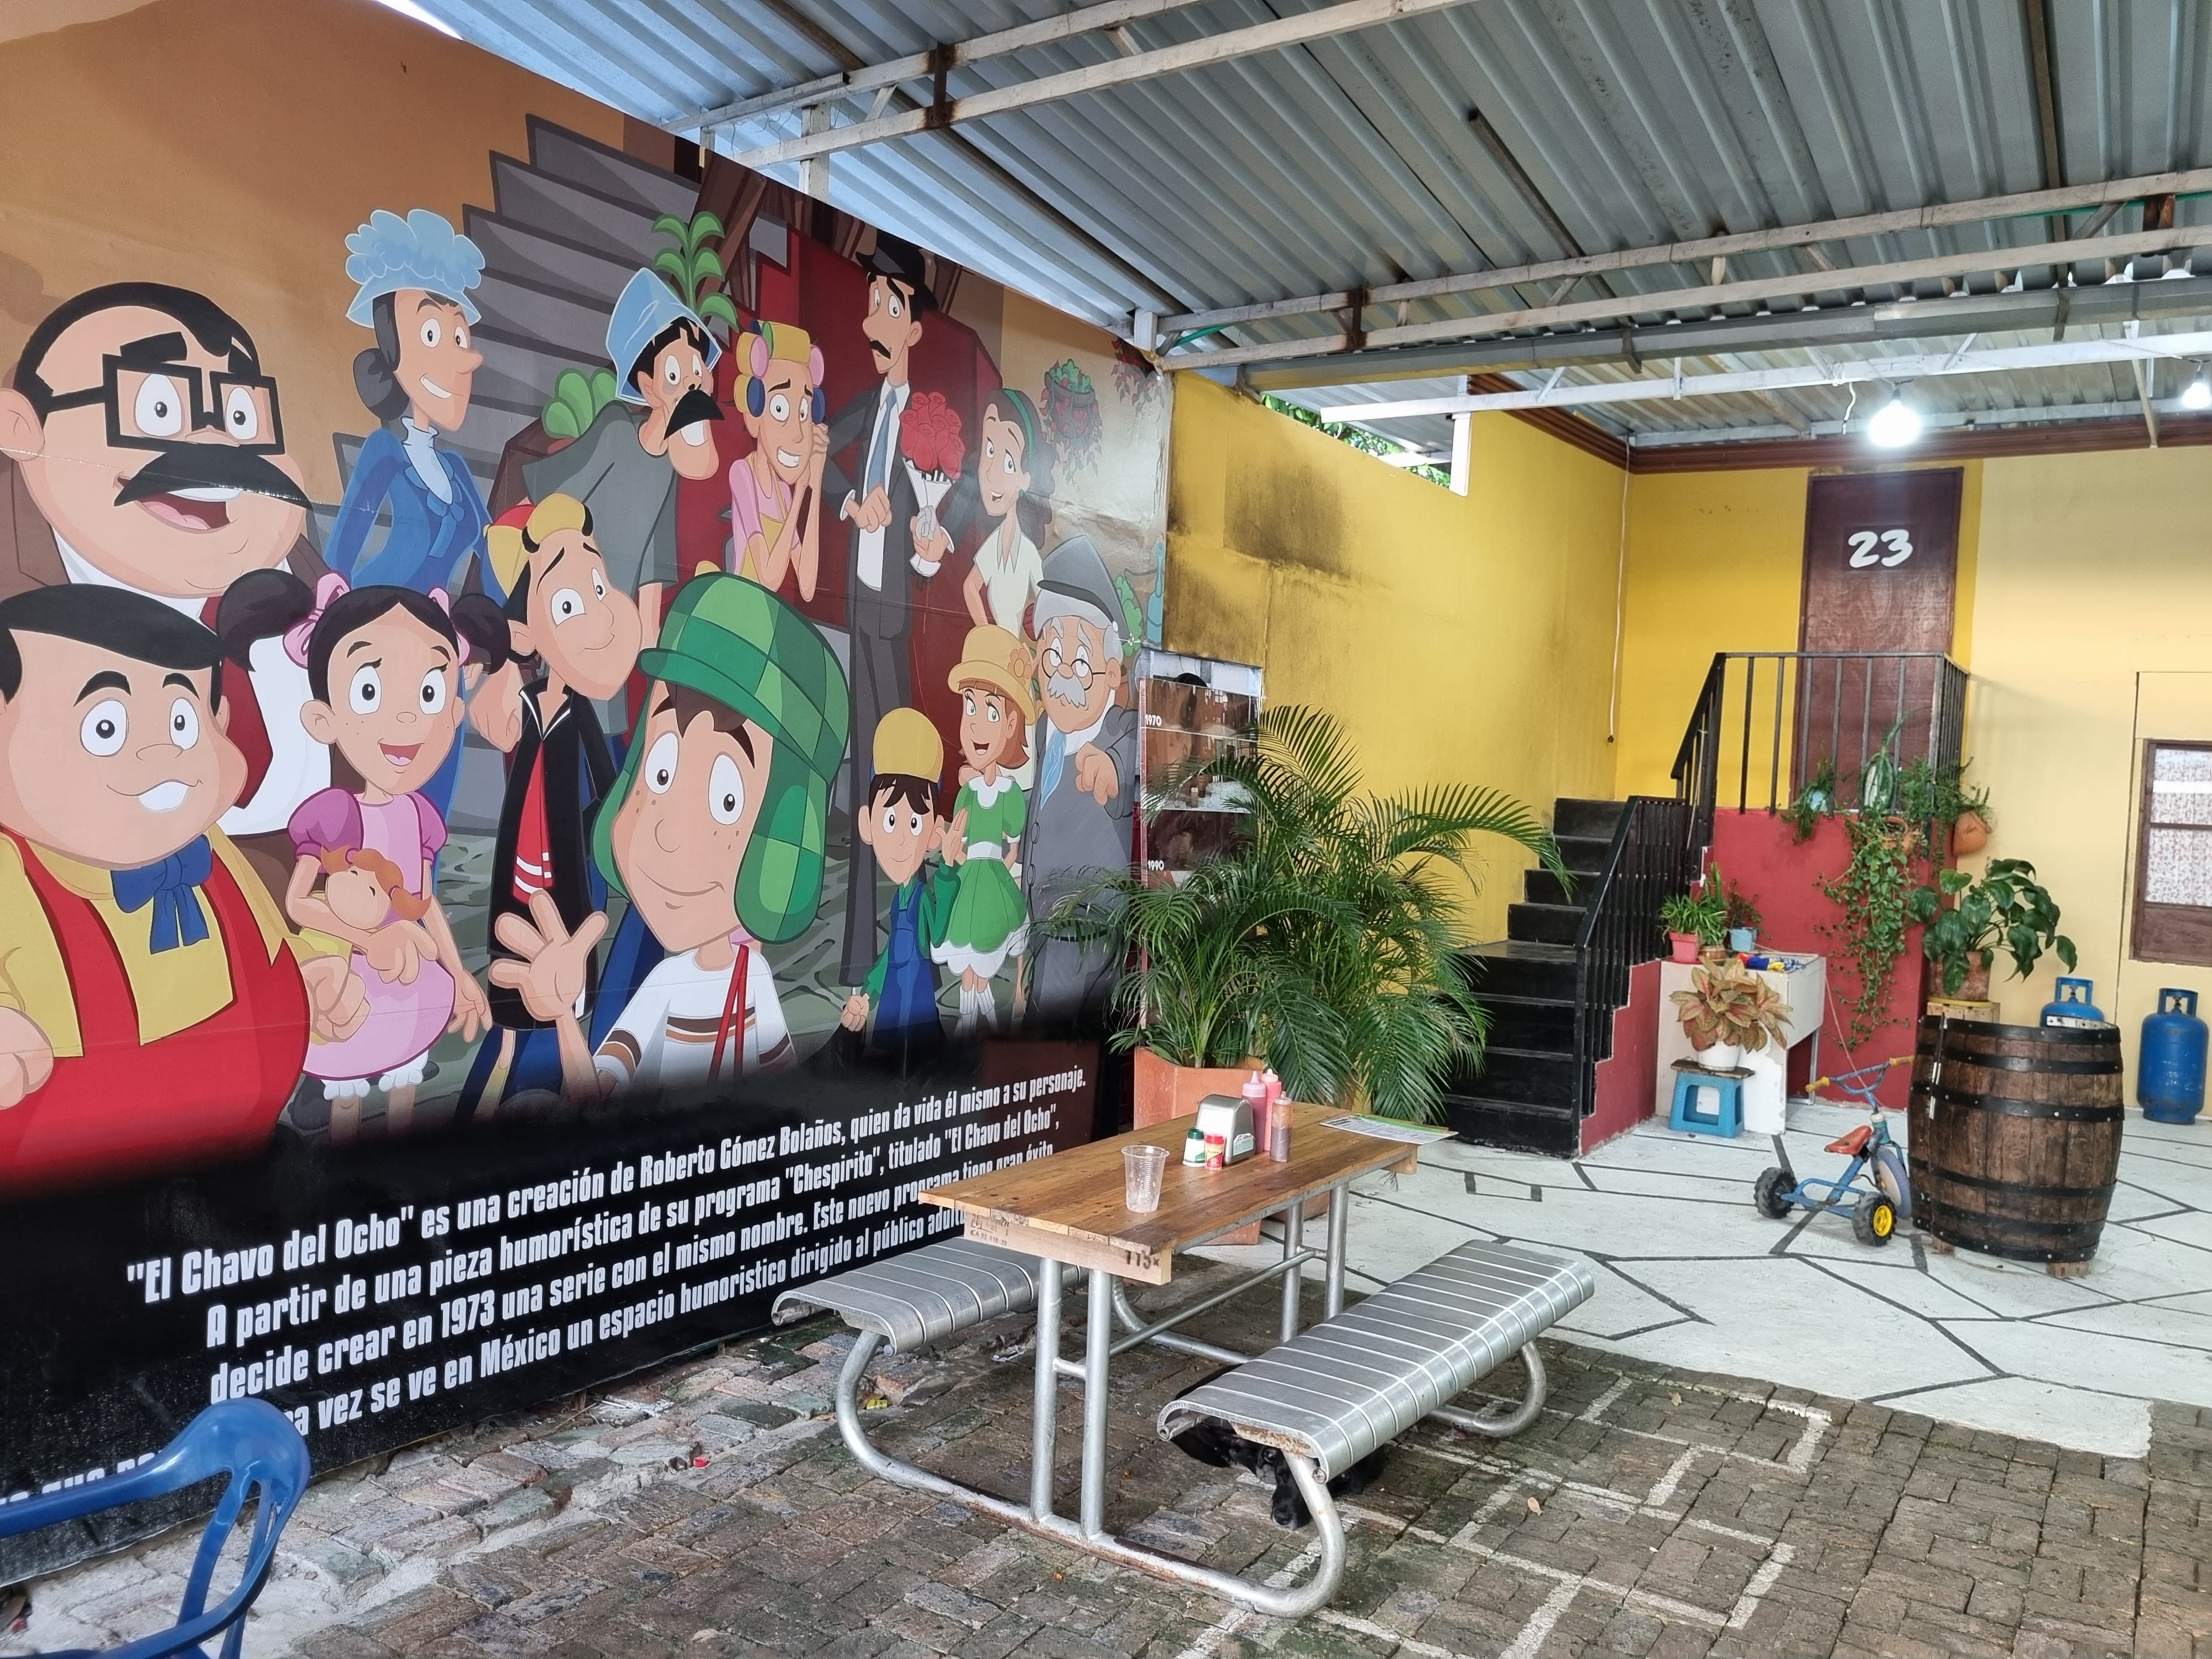 "El Chavo del Ocho" es una creación de Roberto Gómez Bolaños, quien da vida él mismo a su personaje.
A partir de una pieza humorística de su programa "Chespirito", titulado "El Chavo del Ocho",
decide crear en 1973 una serie con el mismo nombre. Este nuevo programa tiene gran éxito
vez se ve en México un espacio humoristico dirigido al público
23
1970
1990